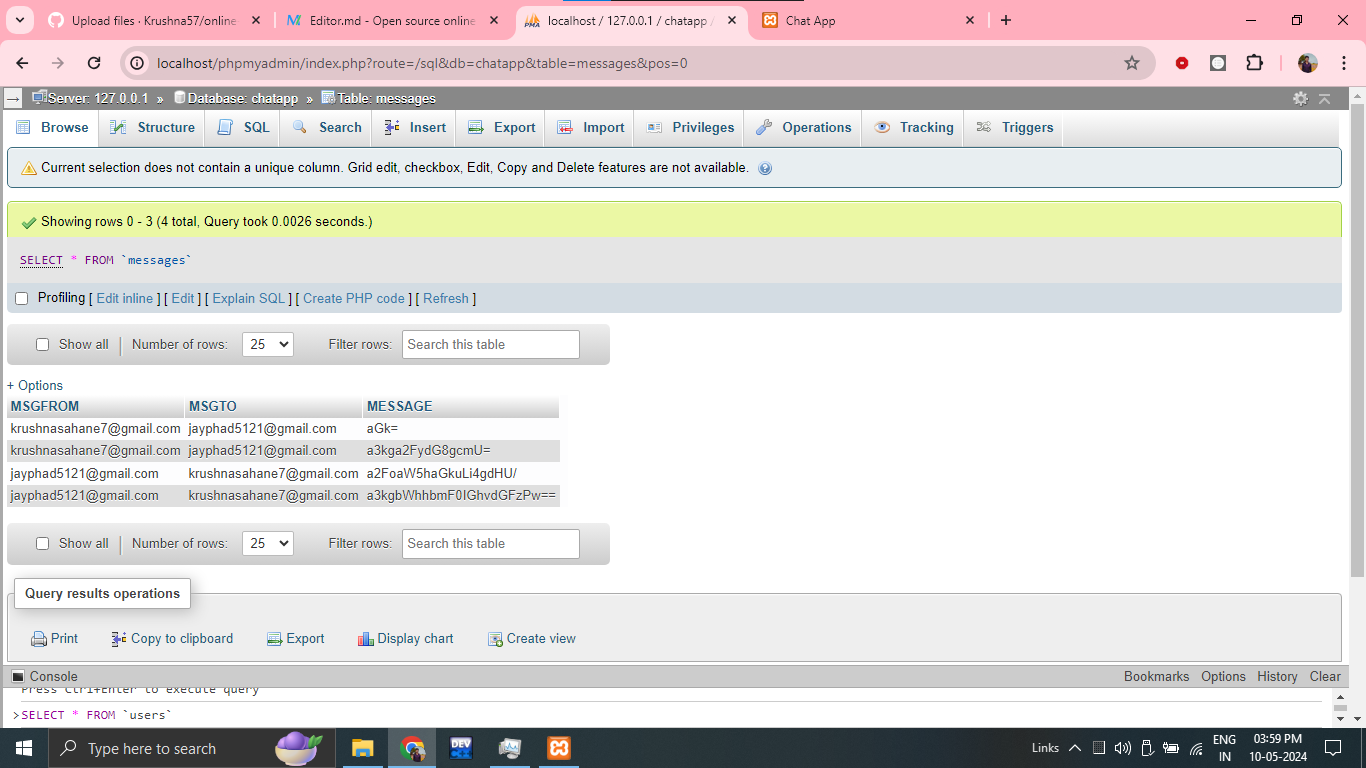 Upload files · Krushna57/online
Editor.md - Open source online
localhost / 127.0.0.1 / chatapp /
Chat App
localhost/phpmyadmin/index.php?route=/sql&db=chatapp&table=messages&pos=0
Server: 127.0.0.1 » Database: chatapp » Table: messages
Browse Structure SQL Search Insert Export Import Privileges Operations Tracking Triggers
Current selection does not contain a unique column. Grid edit, checkbox, Edit, Copy and Delete features are not available.
Showing rows 0 - 3 (4 total, Query took 0.0026 seconds.)
SELECT * FROM `messages`
Profiling [ Edit inline ] [ Edit ] [ Explain SQL ] [ Create PHP code ] [ Refresh ]
Show all Number of rows: 25 Filter rows: Search this table
+ Options
MSGFROM MSGTO MESSAGE
krushnasahane7@gmail.com jayphad5121@gmail.com aGk=
krushnasahane7@gmail.com jayphad5121@gmail.com a3kga2FydG8gcmU=
jayphad5121@gmail.com krushnasahane7@gmail.com a2FoaW5haGkuLi4gdHU/
jayphad5121@gmail.com krushnasahane7@gmail.com a3kgbWhhbmF0IGhvdGFzPw==
Show all Number of rows: 25 Filter rows: Search this table
Query results operations
Print Copy to clipboard Export Display chart Create view
Console Bookmarks Options History Clear
Press Ctrl+Enter to execute query
>SELECT * FROM `users`
Type here to search
DEV
Links
ENG
IN
03:59 PM
10-05-2024